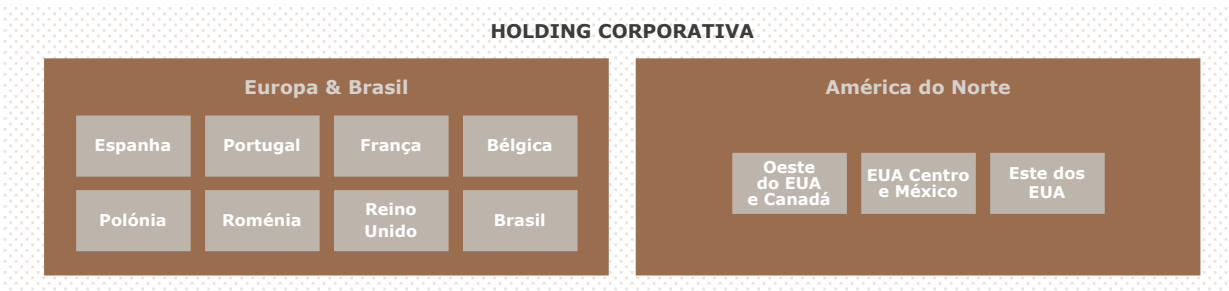 HOLDING CORPORATIVA
Europa & Brasil
Espanha
Portugal
França
Bélgica
Polónia
Roménia
Reino
Unido
Brasil
América do Norte
Oeste
do EUA
e Canadá
EUA Centro
e México
Este dos
EUA